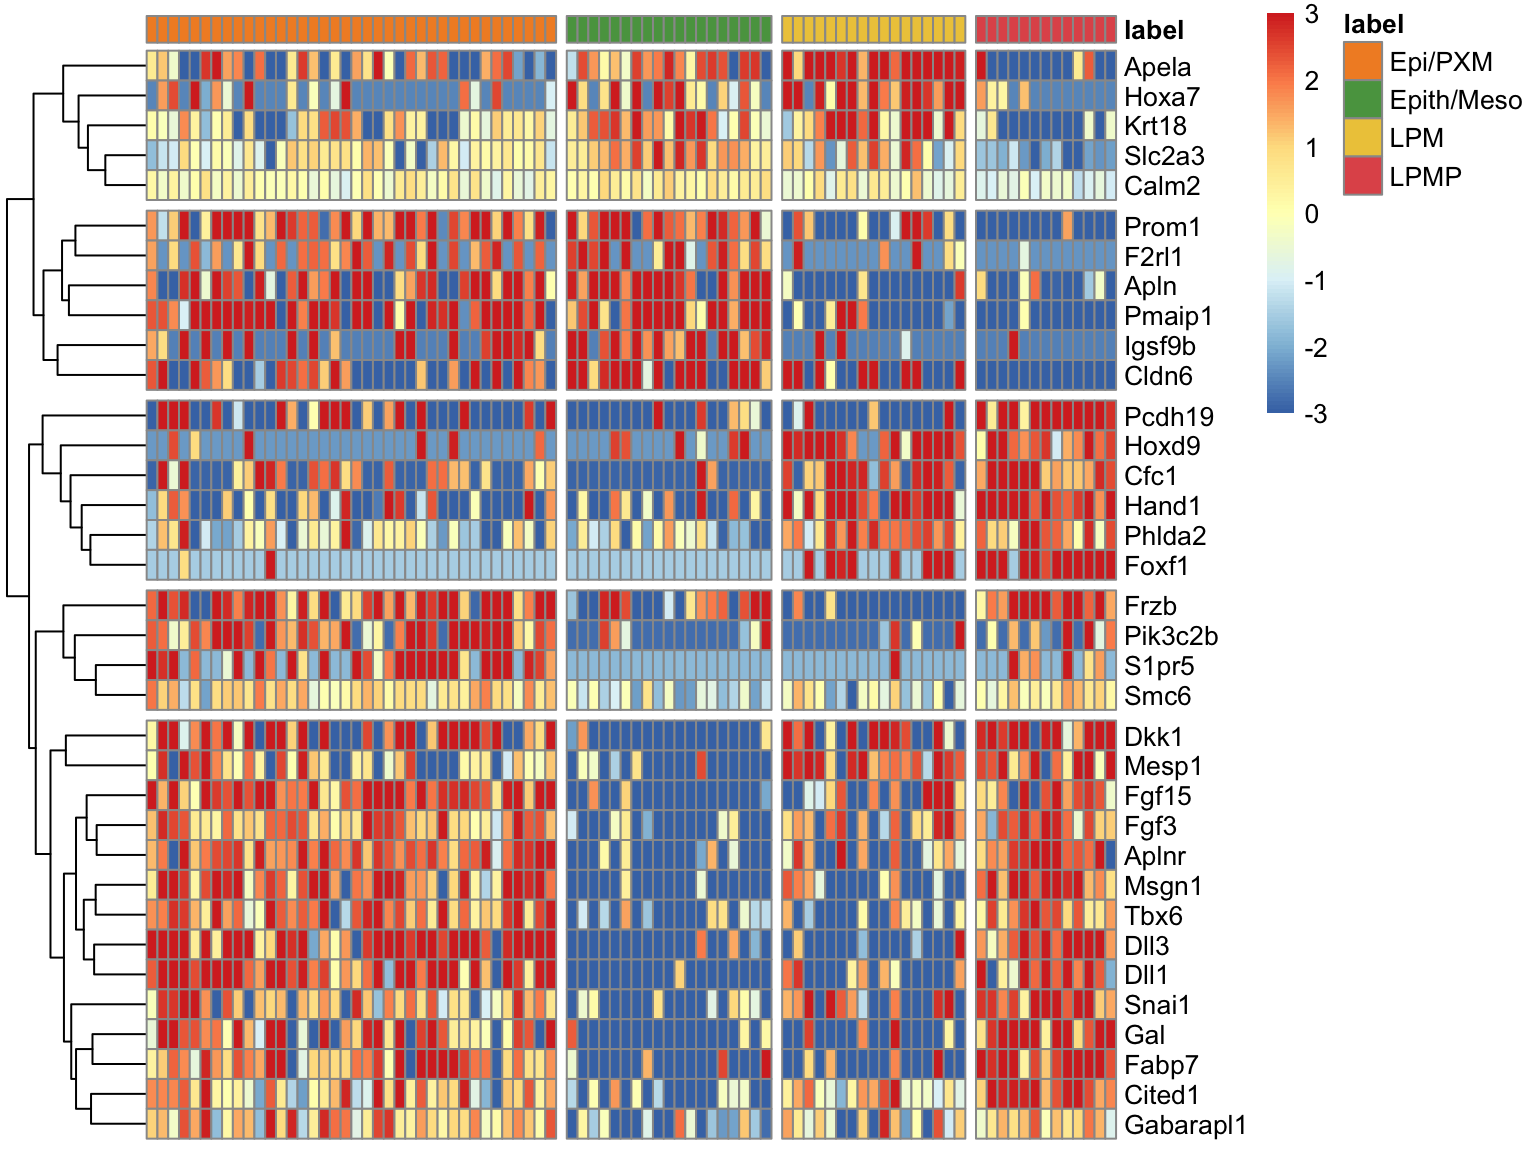 label
Apela
Hoxa7
Krt18
Slc2a3
Calm2
Prom1
F2rl1
Apln
Pmaip1
Igsf9b
Cldn6
Pcdh19
Hoxd9
Cfc1
Hand1
Phlda2
Foxf1
Frzb
Pik3c2b
S1pr5
Smc6
Dkk1
Mesp1
Fgf15
Fgf3
Aplnr
Msgn1
Tbx6
Dll3
Dll1
Snai1
Gal
Fabp7
Cited1
Gabarapl1
3
2
1
0
-1
-2
-3
label
Epi/PXM
Epith/Meso
LPM
LPMP